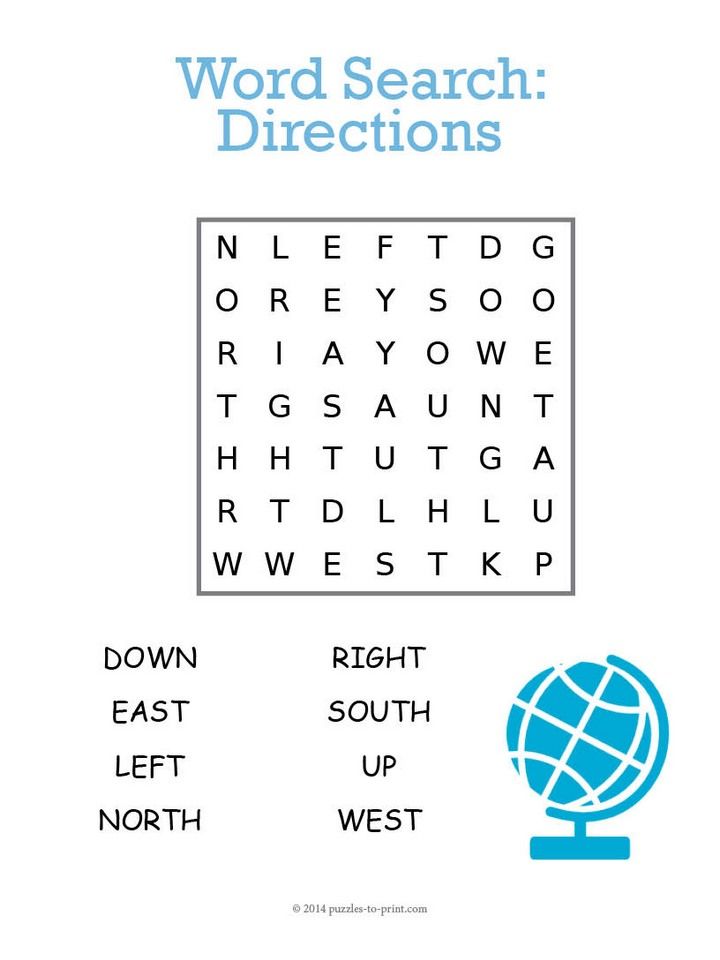 Word Search:
Directions
N L E F T D G
O R E Y S O O
R I A Y O W E
T G S A U N T
H H T U T G A
R T D L H L U
W W E S T K P
DOWN RIGHT
EAST SOUTH
LEFT UP
NORTH WEST
© 2014 puzzles-to-print.com